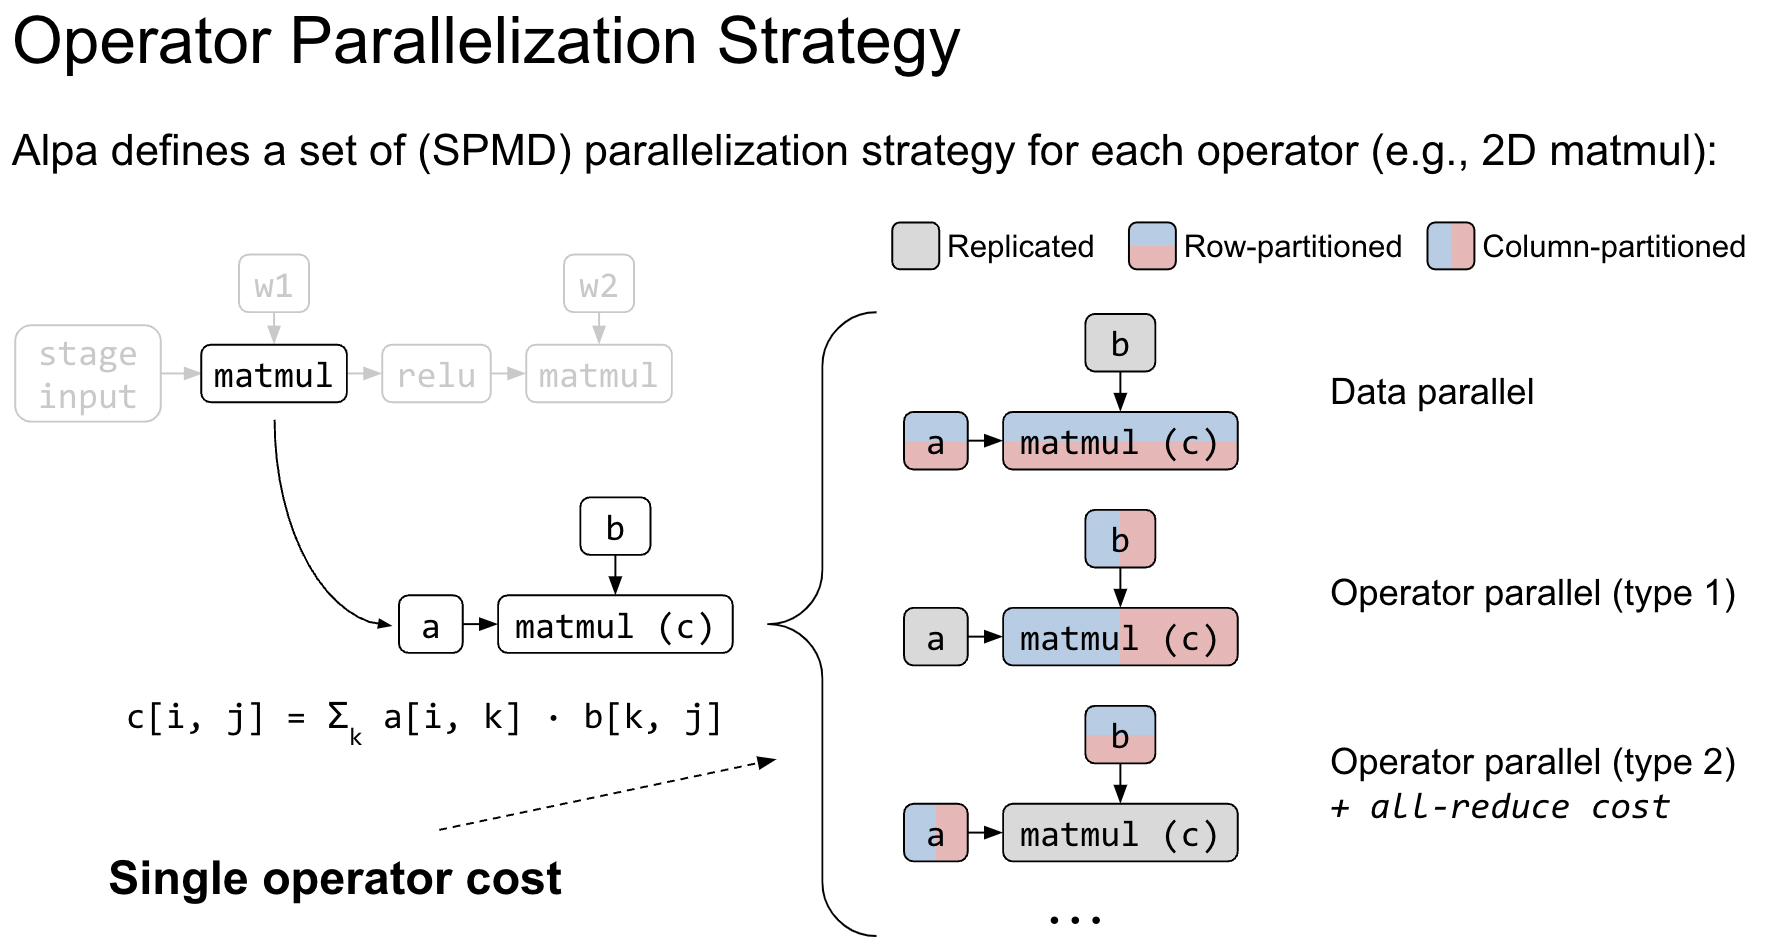 Operator Parallelization Strategy
Alpa defines a set of (SPMD) parallelization strategy for each operator (e.g., 2D matmul):
Replicated
Row-partitioned
Column-partitioned
w1
w2
stage
input
matmul
relu
matmul
b
a
matmul (c)
c[i, j] = Σk a[i, k] · b[k, j]
Single operator cost
b
a
matmul (c)
Data parallel
b
a
matmul (c)
Operator parallel (type 1)
b
a
matmul (c)
Operator parallel (type 2)
+ all-reduce cost
...